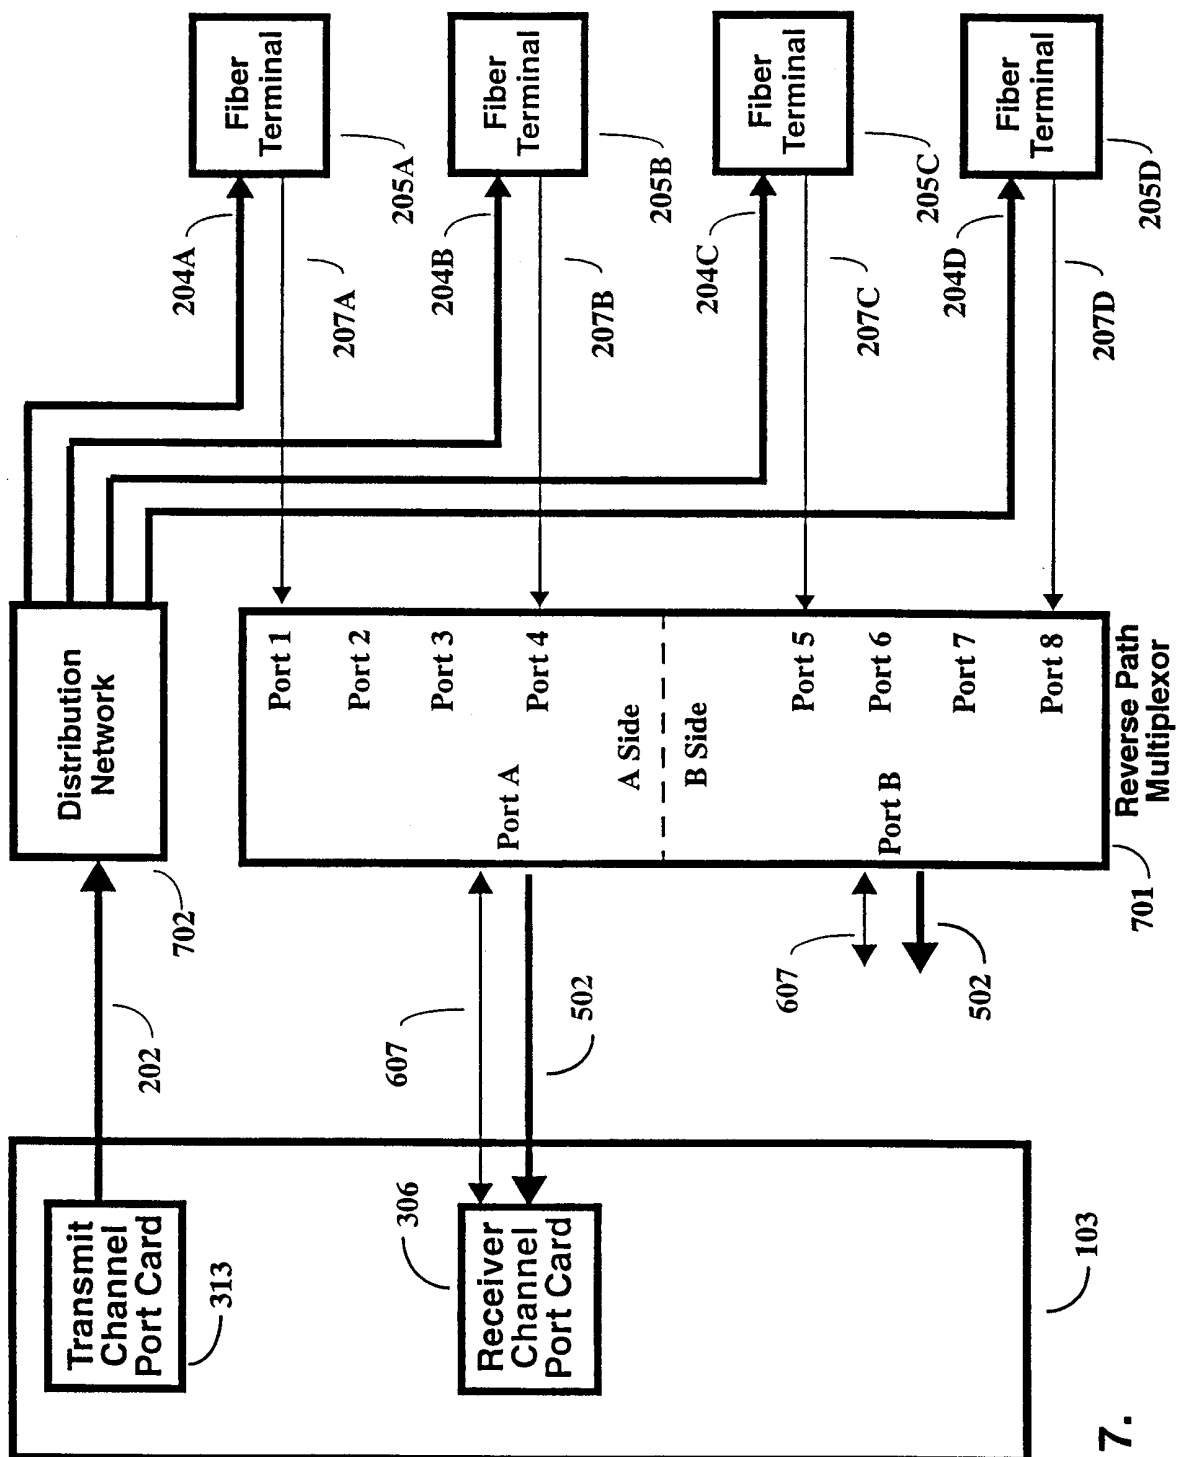 Transmit
Channel
Port Card
313
Receiver
Channel
Port Card
306
103
202
607
502
Distribution
Network
702
Port 1
Port 2
Port 3
Port 4
Port A
A Side
B Side
Port B
Port 5
Port 6
Port 7
Port 8
Reverse Path
Multiplexor
701
607
502
204A
207A
204B
207B
204C
207C
204D
207D
Fiber
Terminal
205A
Fiber
Terminal
205B
Fiber
Terminal
205C
Fiber
Terminal
205D
7.